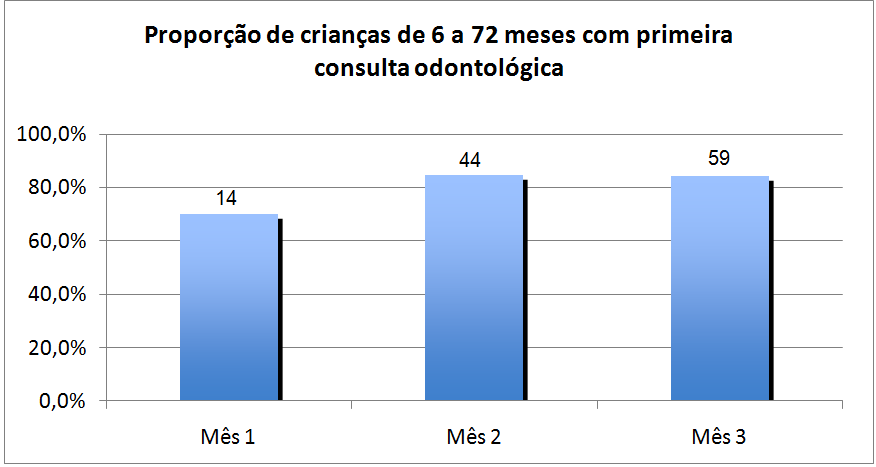 Proporção de crianças de 6 a 72 meses com primeira
consulta odontológica
100,0%
80,0%
60,0%
40,0%
20,0%
0,0%
14
44
59
Mês 1
Mês 2
Mês 3